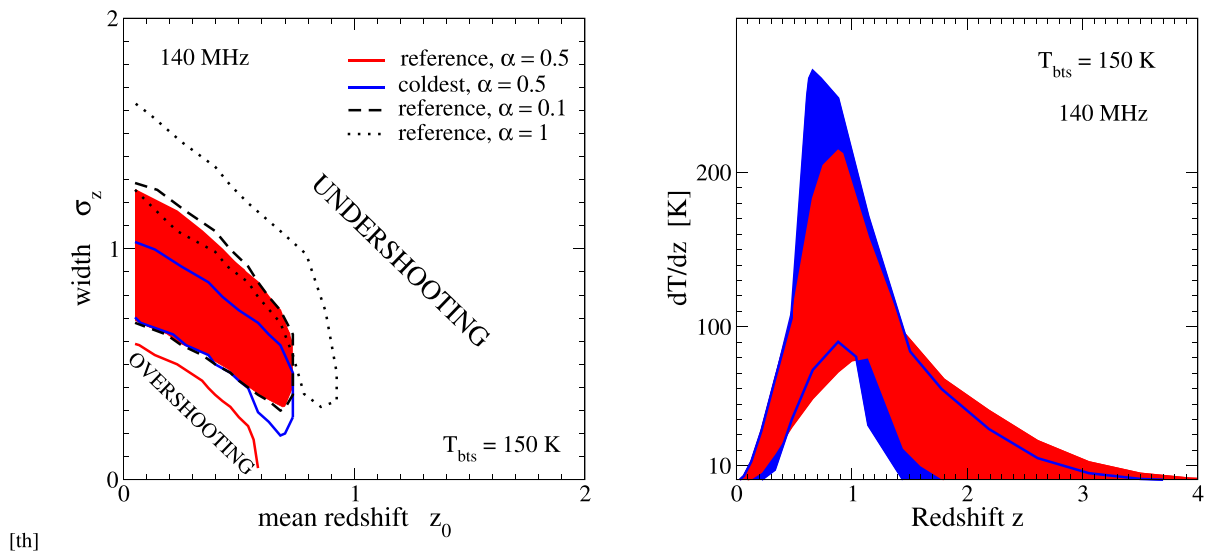 2
140 MHz
reference, α = 0.5
coldest, α = 0.5
reference, α = 0.1
reference, α = 1
UNDERSHOOTING
1
width σz
OVERSHOOTING
Tbts = 150 K
0
0 1 2
mean redshift z0
[th]
Tbts = 150 K
140 MHz
200
dT/dz [K]
100
10
0 1 2 3 4
Redshift z